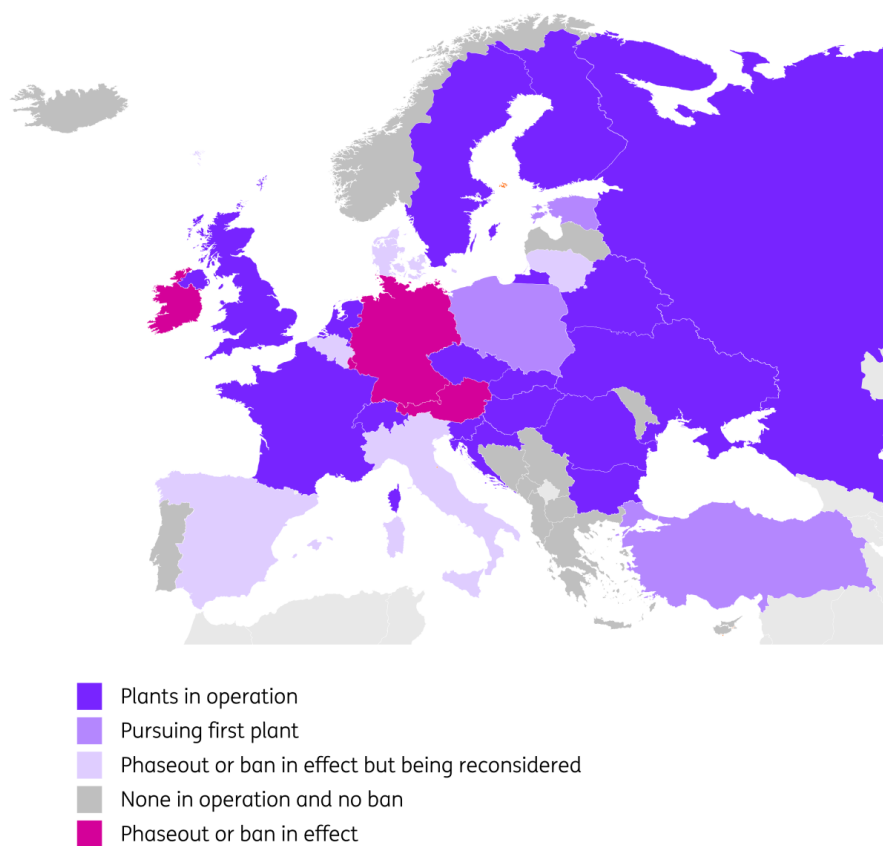 Plants in operation
Pursuing first plant
Phaseout or ban in effect but being reconsidered
None in operation and no ban
Phaseout or ban in effect